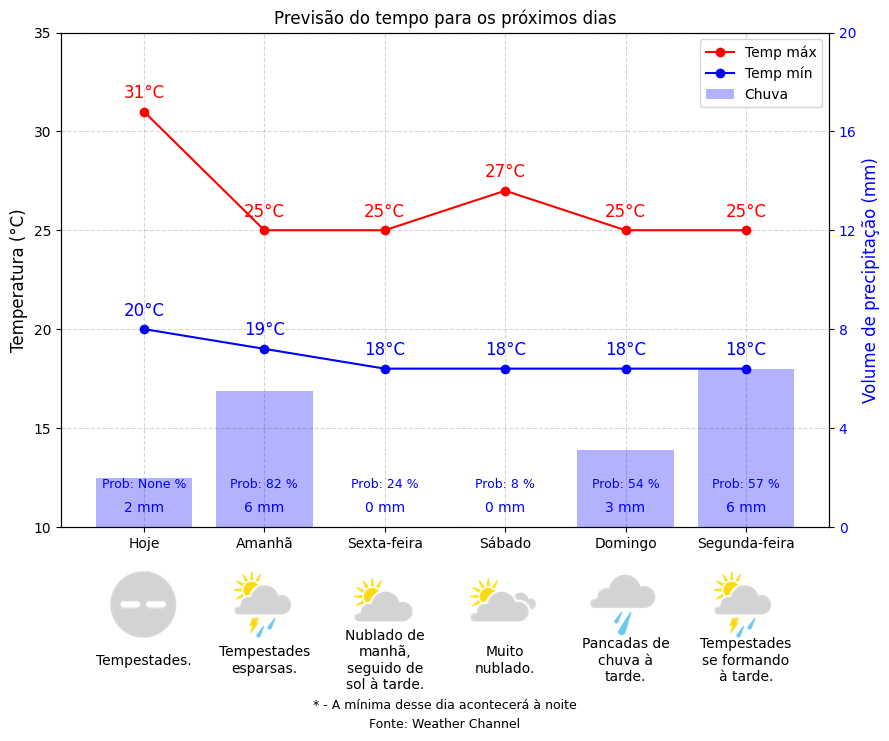 Previsão do tempo para os próximos dias
Temp máx
Temp mín
Chuva
Temperatura (°C)
Volume de precipitação (mm)
35
30
25
20
15
10
20
16
12
8
4
0
31°C
25°C
25°C
27°C
25°C
25°C
20°C
19°C
18°C
18°C
18°C
18°C
Prob: None %
2 mm
Prob: 82 %
6 mm
Prob: 24 %
0 mm
Prob: 8 %
0 mm
Prob: 54 %
3 mm
Prob: 57 %
6 mm
Hoje
Amanhã
Sexta-feira
Sábado
Domingo
Segunda-feira
Tempestades.
Tempestades
esparsas.
Nublado de
manhã,
seguido de
sol à tarde.
Muito
nublado.
Pancadas de
chuva à
tarde.
Tempestades
se formando
à tarde.
* - A mínima desse dia acontecerá à noite
Fonte: Weather Channel